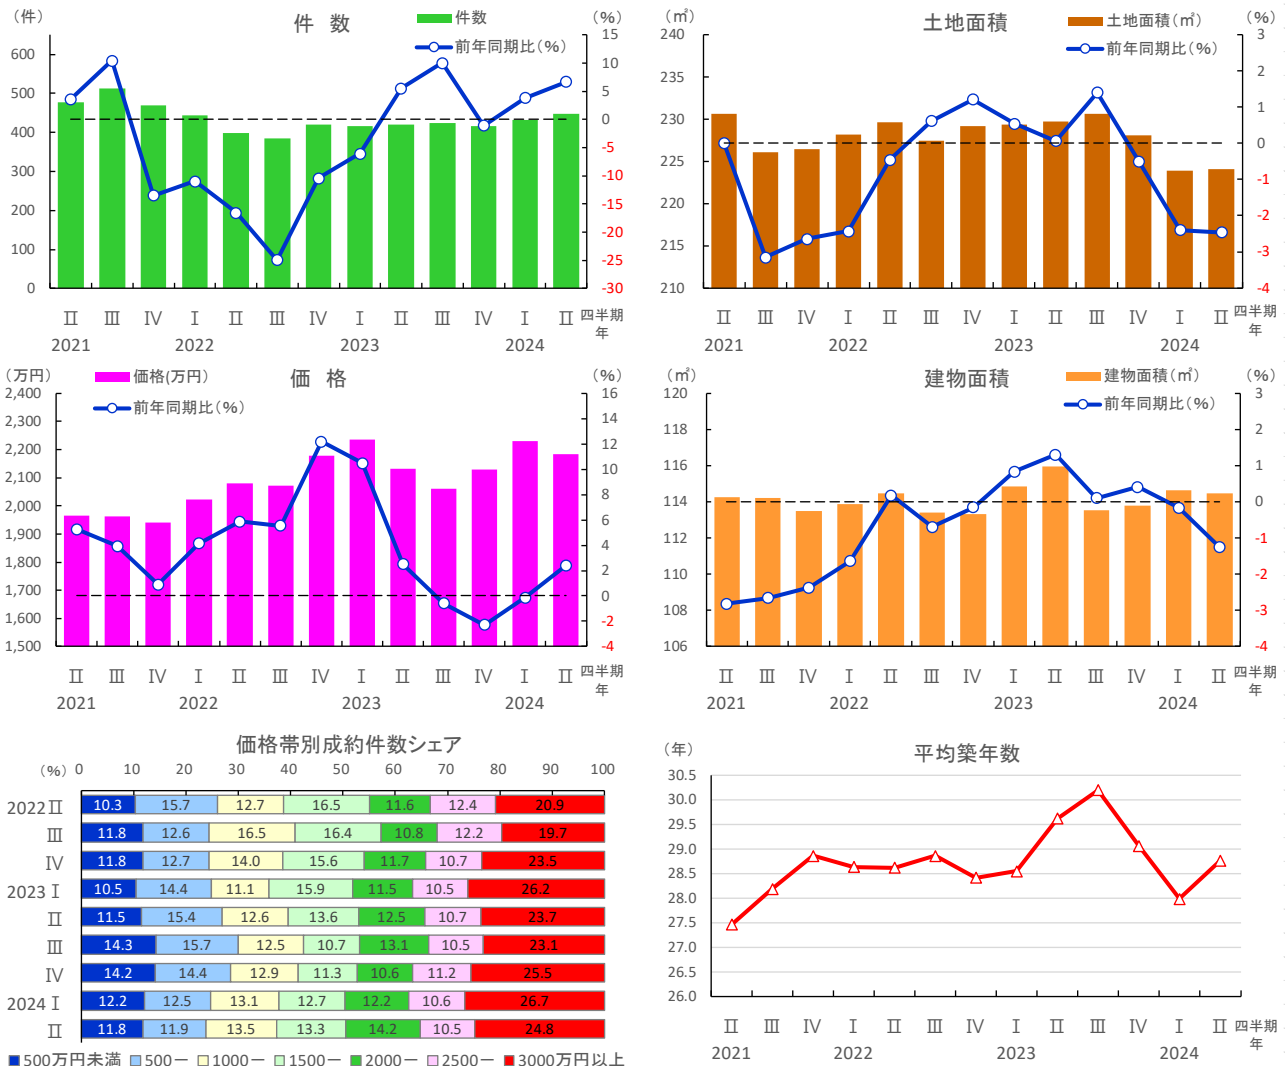 (件)
件　数
件数
前年同期比(%)
(%)
600
500
400
300
200
100
0
15
10
5
0
-5
-10
-15
-20
-25
-30
Ⅱ Ⅲ Ⅳ Ⅰ Ⅱ Ⅲ Ⅳ Ⅰ Ⅱ Ⅲ Ⅳ Ⅰ Ⅱ 四半期
2021 2022 2023 2024 年
(㎡)
土地面積
土地面積(㎡)
前年同期比(%)
(%)
240
235
230
225
220
215
210
3
2
1
0
-1
-2
-3
-4
Ⅱ Ⅲ Ⅳ Ⅰ Ⅱ Ⅲ Ⅳ Ⅰ Ⅱ Ⅲ Ⅳ Ⅰ Ⅱ 四半期
2021 2022 2023 2024 年
(万円)
価格(万円)
価　格
前年同期比(%)
(%)
2,400
2,300
2,200
2,100
2,000
1,900
1,800
1,700
1,600
1,500
16
14
12
10
8
6
4
2
0
-2
-4
Ⅱ Ⅲ Ⅳ Ⅰ Ⅱ Ⅲ Ⅳ Ⅰ Ⅱ Ⅲ Ⅳ Ⅰ Ⅱ 四半期
2021 2022 2023 2024 年
(㎡)
建物面積
建物面積(㎡)
前年同期比(%)
(%)
120
118
116
114
112
110
108
106
3
2
1
0
-1
-2
-3
-4
Ⅱ Ⅲ Ⅳ Ⅰ Ⅱ Ⅲ Ⅳ Ⅰ Ⅱ Ⅲ Ⅳ Ⅰ Ⅱ 四半期
2021 2022 2023 2024 年
価格帯別成約件数シェア
(%) 0 10 20 30 40 50 60 70 80 90 100
2022Ⅱ 10.3 15.7 12.7 16.5 11.6 12.4 20.9
Ⅲ 11.8 12.6 16.5 16.4 10.8 12.2 19.7
Ⅳ 11.8 12.7 14.0 15.6 11.7 10.7 23.5
2023Ⅰ 10.5 14.4 11.1 15.9 11.5 10.5 26.2
Ⅱ 11.5 15.4 12.6 13.6 12.5 10.7 23.7
Ⅲ 14.3 15.7 12.5 10.7 13.1 10.5 23.1
Ⅳ 14.2 14.4 12.9 11.3 10.6 11.2 25.5
2024Ⅰ 12.2 12.5 13.1 12.7 12.2 10.6 26.7
Ⅱ 11.8 11.9 13.5 13.3 14.2 10.5 24.8
500万円未満 500ー 1000ー 1500ー 2000ー 2500ー 3000万円以上
(年)
平均築年数
30.5
30.0
29.5
29.0
28.5
28.0
27.5
27.0
26.5
26.0
Ⅱ Ⅲ Ⅳ Ⅰ Ⅱ Ⅲ Ⅳ Ⅰ Ⅱ Ⅲ Ⅳ Ⅰ Ⅱ 四半期
2021 2022 2023 2024 年